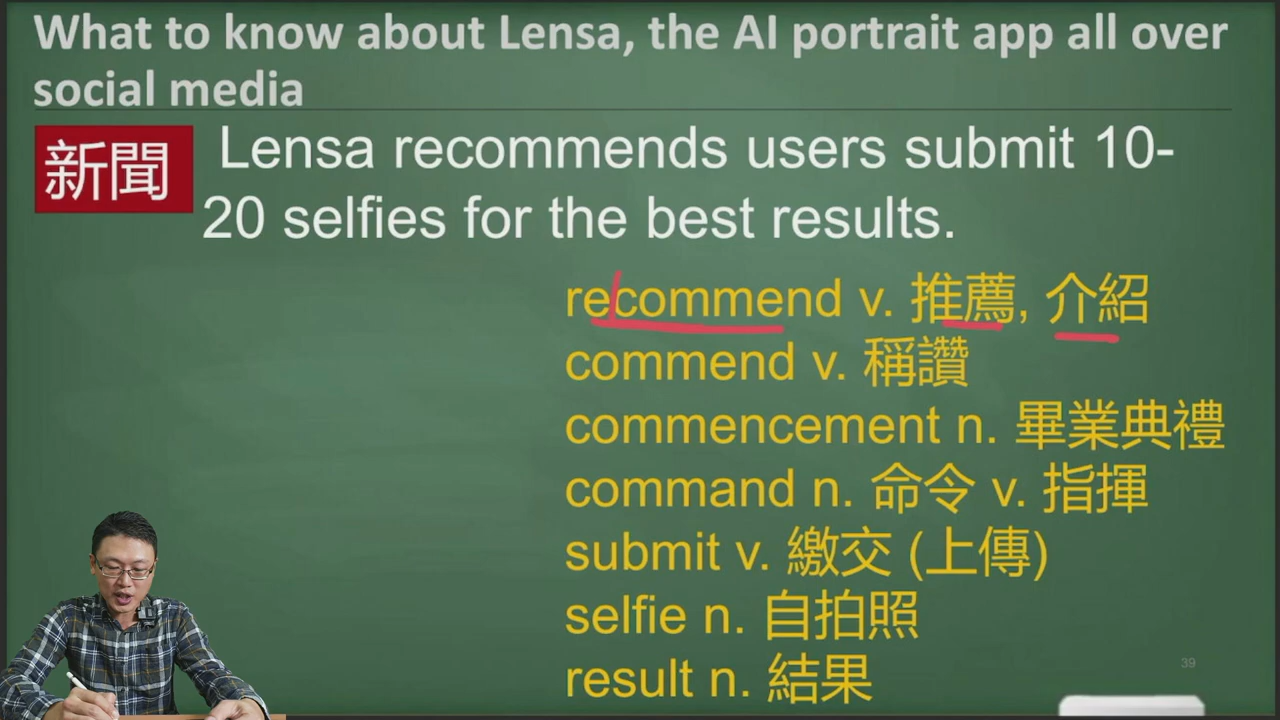 What to know about Lensa, the AI portrait app all over
social media
新聞 Lensa recommends users submit 10-
20 selfies for the best results.
recommend v. 推薦, 介紹
commend v. 稱讚
commencement n. 畢業典禮
command n. 命令 v. 指揮
submit v. 繳交 (上傳)
selfie n. 自拍照
result n. 結果
39